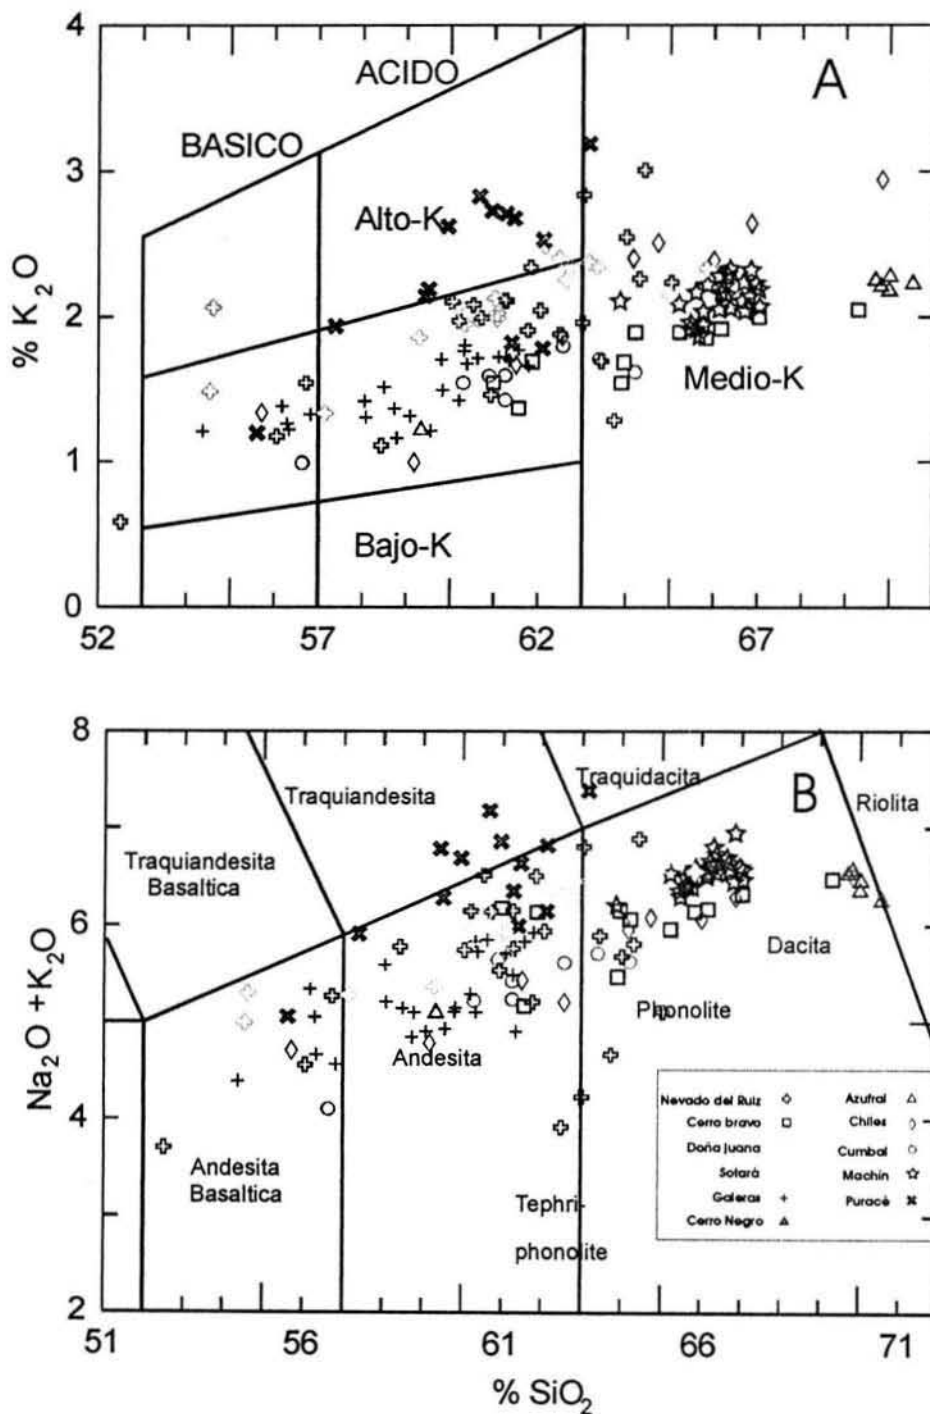 4
ACIDO
A
BASICO
3
Alto-K
% K2O
2
Medio-K
1
Bajo-K
0
52 57 62 67
8
B
Traquiandesita
Traquidacita
Riolita
Traquiandesita
Basaltica
6
Dacita
Phonolite
Na2O+K2O
Andesita
4
Andesita
Basaltica
Tephri-
phonolite
Nevado del Ruiz
Cerro bravo
Doña Juana
Sotará
Galeras
Cerro Negro
Azufral
Chiles
Cumbal
Machín
Puracé
2
51 56 61 66 71
% SiO2